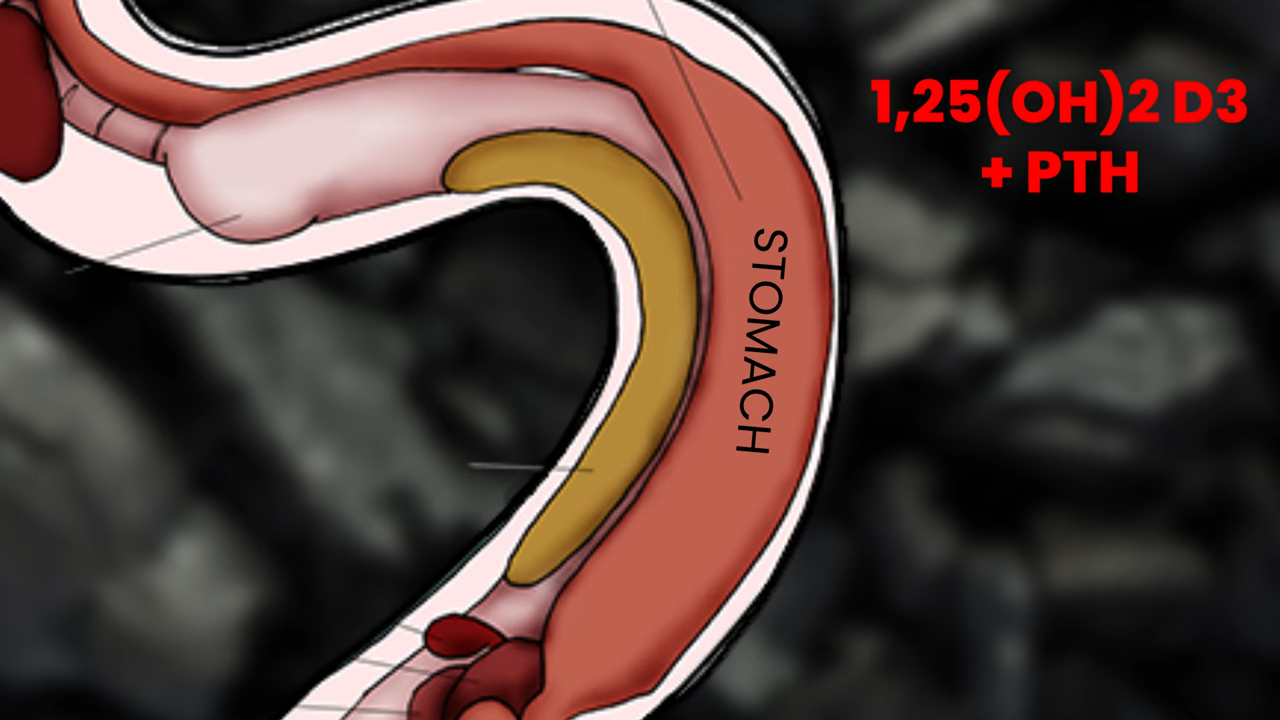 1,25(OH)2 D3
+ PTH
STOMACH